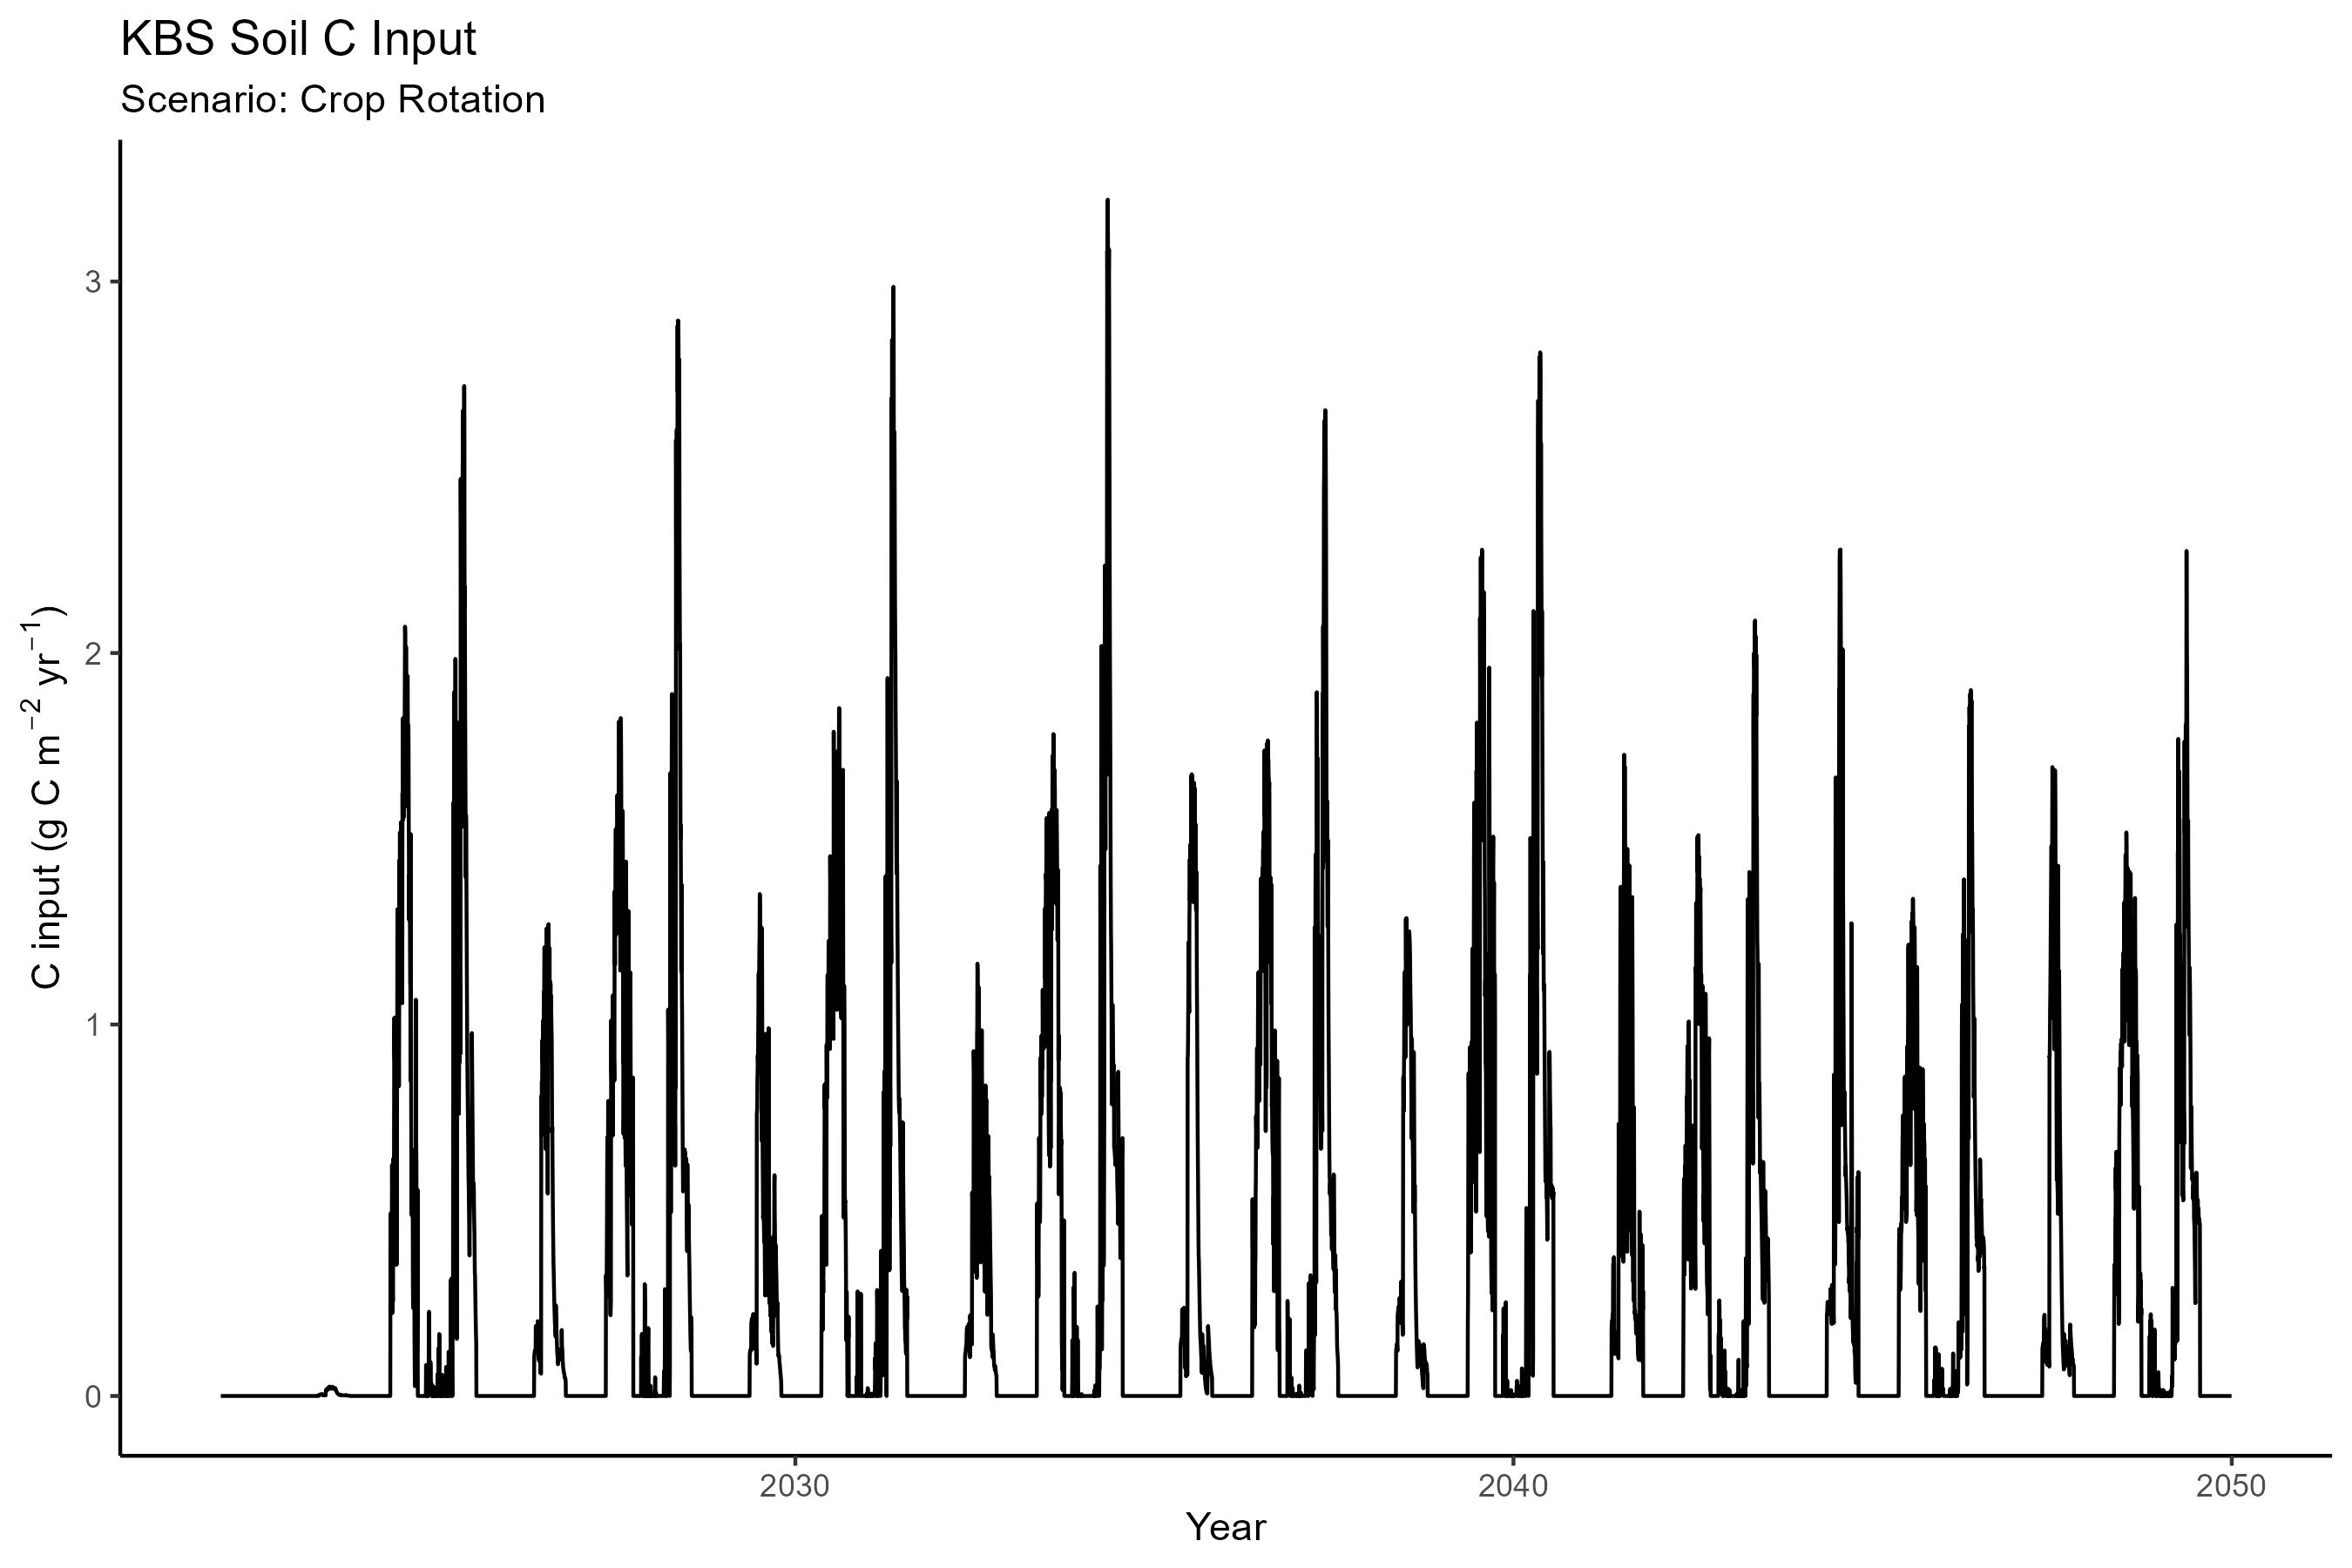 KBS Soil C Input
Scenario: Crop Rotation
3
2
1
0
C input (g C m⁻² yr⁻¹)
2030
2040
2050
Year